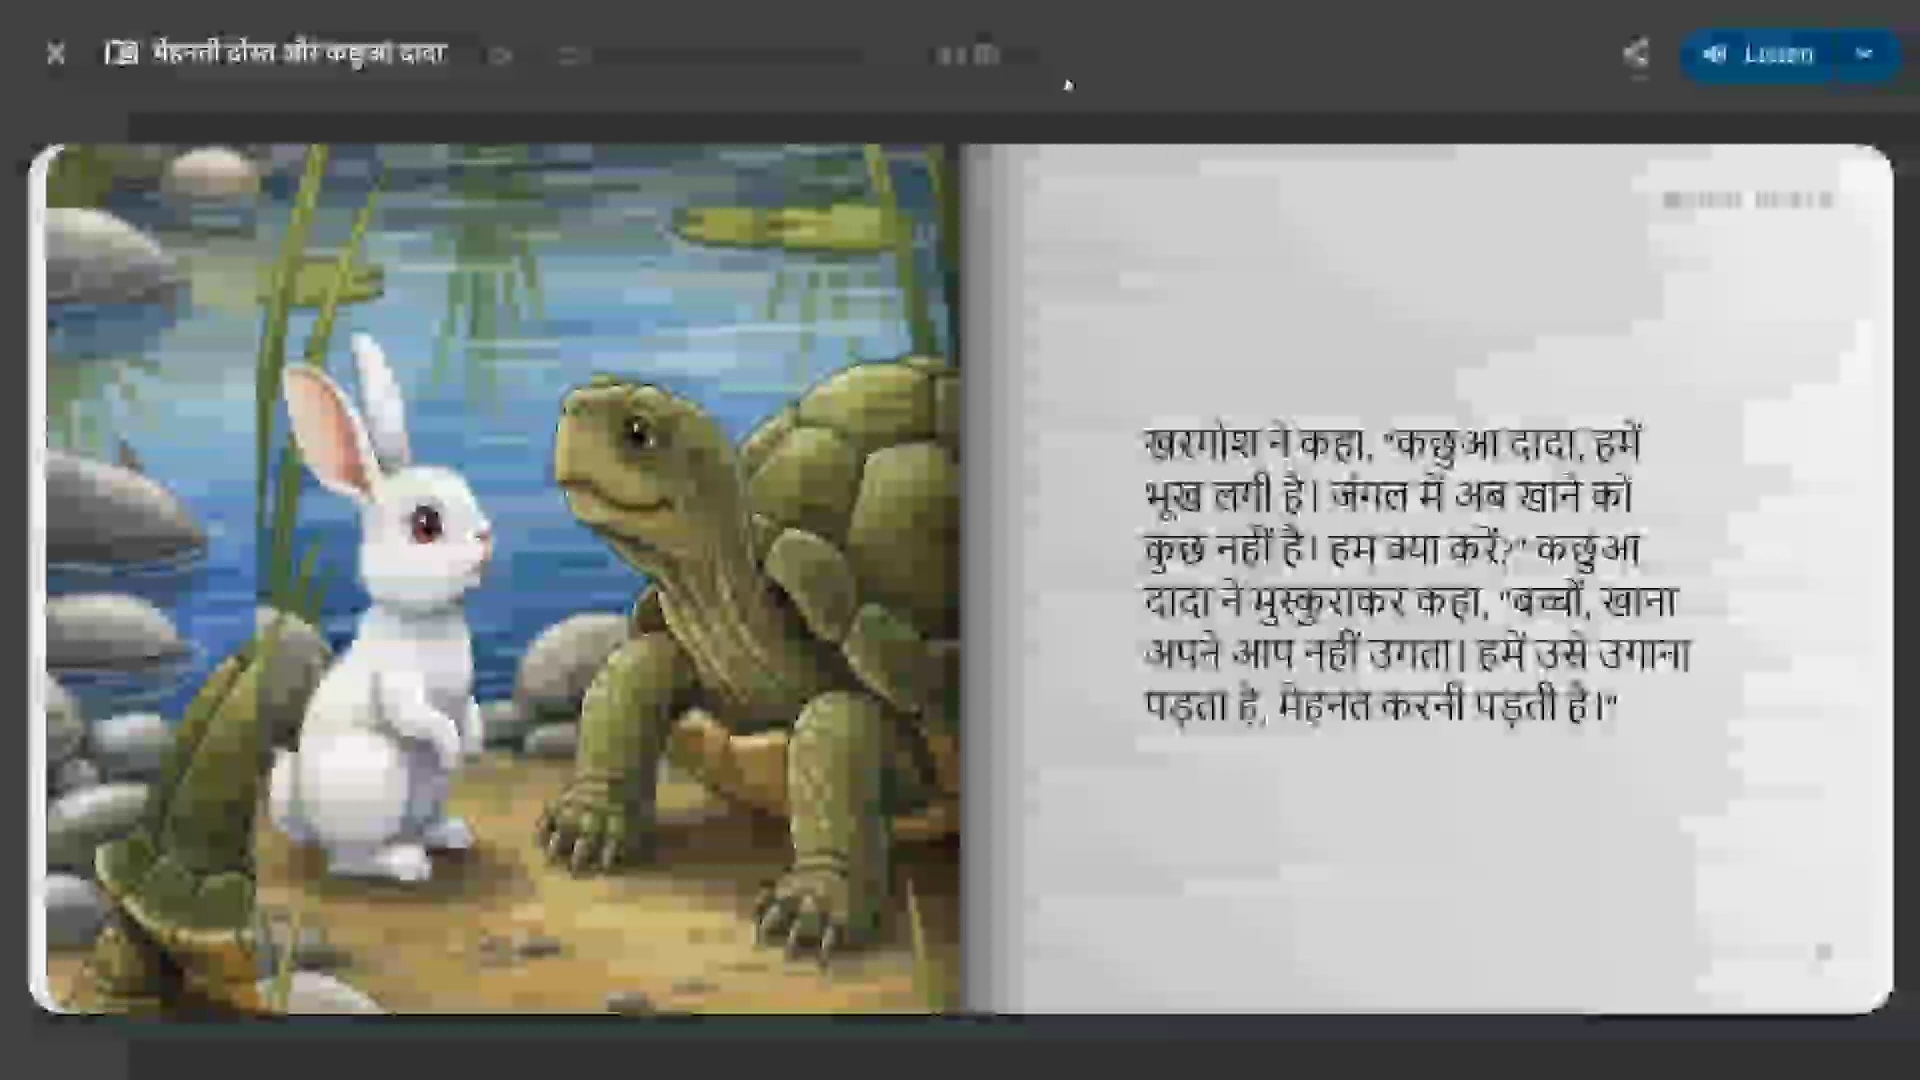 मेहनती दोस्त और कछुआ दादा
Listen
खरगोश ने कहा, "कछुआ दादा, हमें
भूख लगी है। जंगल में अब खाने को
कुछ नहीं है। हम क्या करें?" कछुआ
दादा ने मुस्कुराकर कहा, "बच्चों, खाना
अपने आप नहीं उगता। हमें उसे उगाना
पड़ता है, मेहनत करनी पड़ती है।"